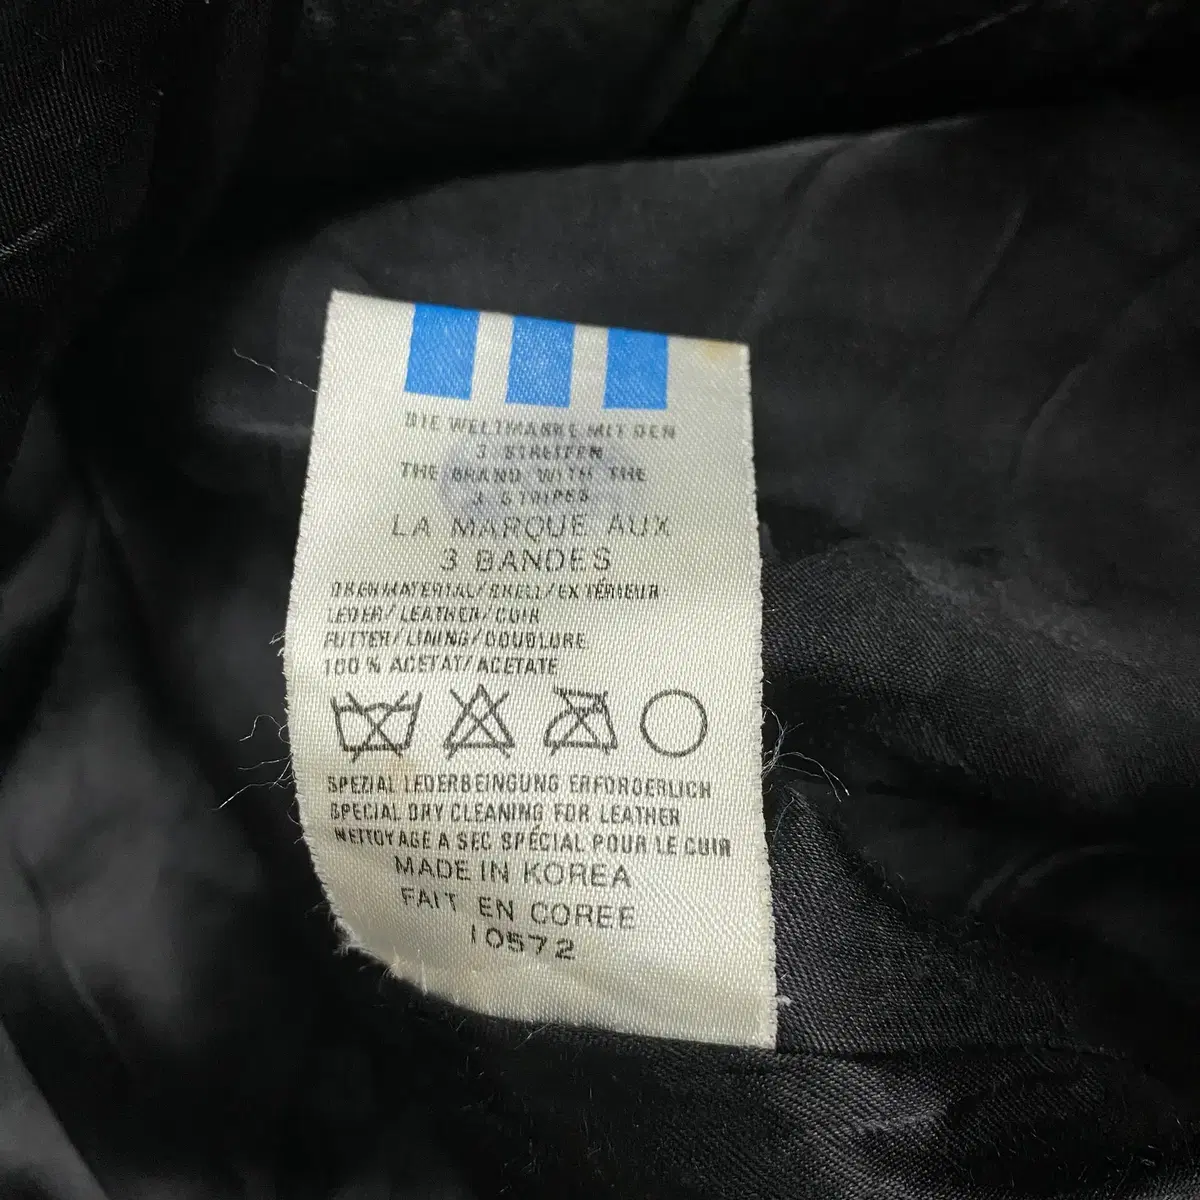 DIE WELTMARKE MIT DEN
3 STREIFEN
THE BRAND WITH THE
3 STRIPES
LA MARQUE AUX
3 BANDES
OBERMATERIAL/SHELL/EXTÉRIEUR
LEDER/LEATHER/CUIR
FUTTER/LINING/DOUBLURE
100 % ACETAT/ACETATE
SPEZIAL LEDERBEINGUNG ERFORDERLICH
SPECIAL DRY CLEANING FOR LEATHER
NETTOYAGE A SEC SPÉCIAL POUR LE CUIR
MADE IN KOREA
FAIT EN COREE
10572